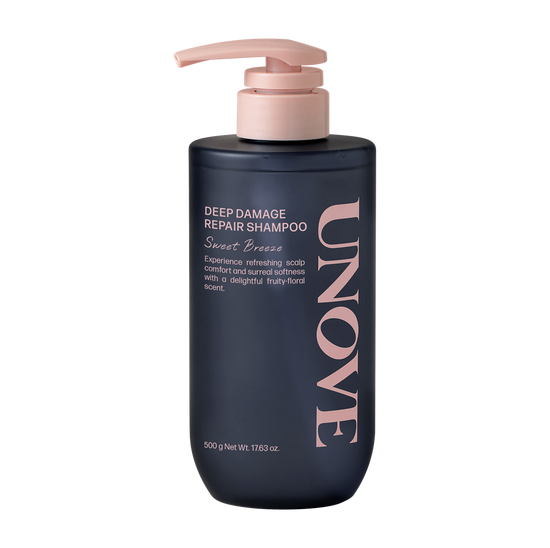 DEEP DAMAGE
REPAIR SHAMPOO
Sweet Breeze
Experience refreshing scalp
comfort and surreal softness
with a delightful fruity-floral
scent.
UNOVE
500 g Net Wt. 17.63 oz.